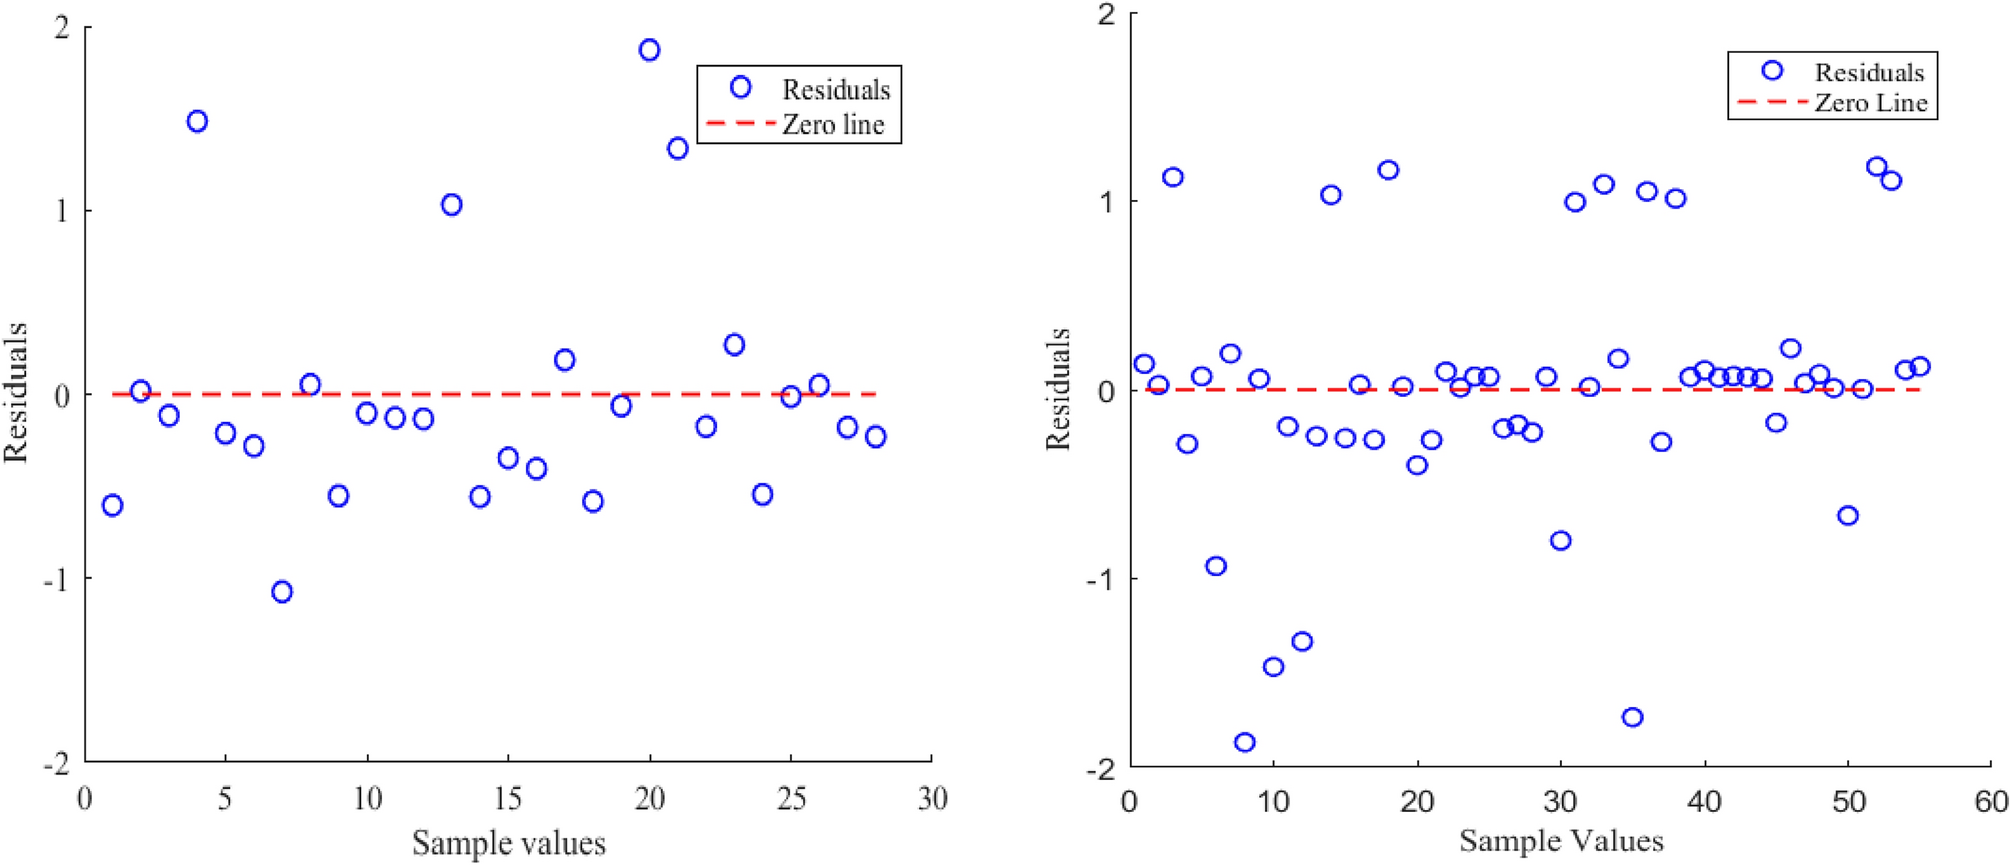 2
1
0
-1
-2
Residuals
0 5 10 15 20 25 30
Sample values
Residuals
Zero line
2
1
0
-1
-2
Residuals
0 10 20 30 40 50 60
Sample Values
Residuals
Zero Line